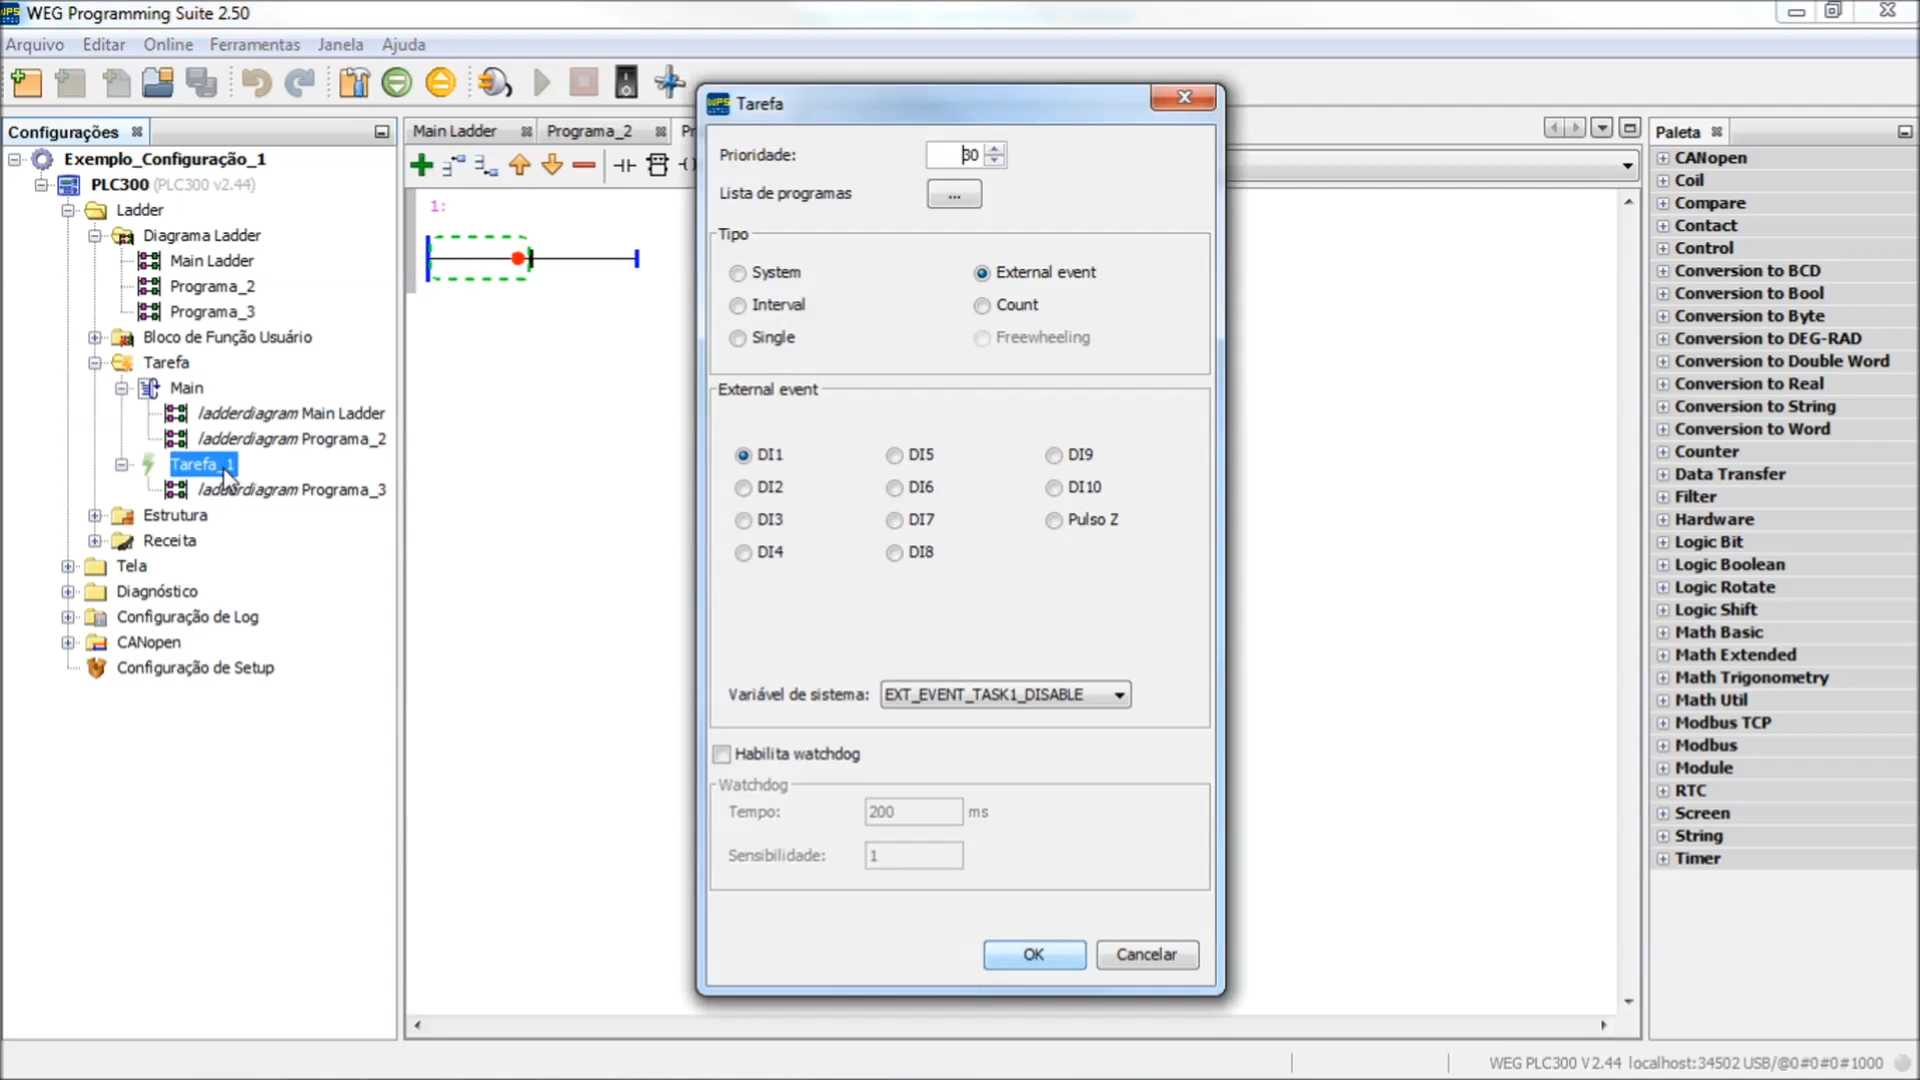 WEG Programming Suite 2.50
Arquivo Editar Online Ferramentas Janela Ajuda
Configurações
Exemplo_Configuração_1
PLC300 (PLC300 v2.44)
Ladder
Diagrama Ladder
Main Ladder
Programa_2
Programa_3
Bloco de Função Usuário
Tarefa
Main
ladderdiagram Main Ladder
ladderdiagram Programa_2
Tarefa_1
ladderdiagram Programa_3
Estrutura
Receita
Tela
Diagnóstico
Configuração de Log
CANopen
Configuração de Setup
Main Ladder Programa_2 Pr
1:
WPS Tarefa
Prioridade: 30
Lista de programas ...
Tipo
System External event
Interval Count
Single Freewheeling
External event
DI1 DI5 DI9
DI2 DI6 DI10
DI3 DI7 Pulso Z
DI4 DI8
Variável de sistema: EXT_EVENT_TASK1_DISABLE
Habilita watchdog
Watchdog
Tempo: 200 ms
Sensibilidade: 1
OK Cancelar
Paleta
CANopen
Coil
Compare
Contact
Control
Conversion to BCD
Conversion to Bool
Conversion to Byte
Conversion to DEG-RAD
Conversion to Double Word
Conversion to Real
Conversion to String
Conversion to Word
Counter
Data Transfer
Filter
Hardware
Logic Bit
Logic Boolean
Logic Rotate
Logic Shift
Math Basic
Math Extended
Math Trigonometry
Math Util
Modbus TCP
Modbus
Module
RTC
Screen
String
Timer
WEG PLC300 V2.44 localhost:34502 USB/@0#0#0#1000